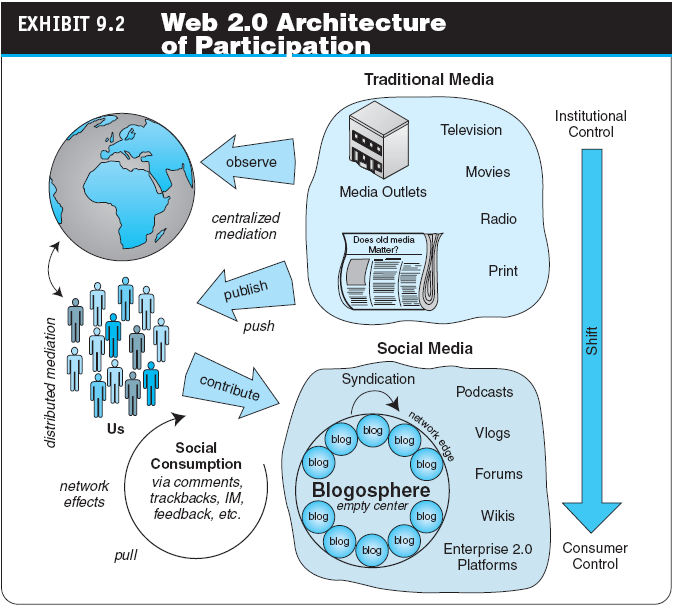 EXHIBIT 9.2
Web 2.0 Architecture
of Participation
Traditional Media
Institutional
Control
Television
Movies
Radio
Print
Media Outlets
Does old media
Matter?
observe
centralized
mediation
publish
push
distributed mediation
Us
contribute
Social
Consumption
via comments,
trackbacks, IM,
feedback, etc.
network
effects
pull
Social Media
Syndication
network edge
blog
blog
blog
blog
blog
Blogosphere
empty center
blog
blog
blog
blog
blog
Podcasts
Vlogs
Forums
Wikis
Enterprise 2.0
Platforms
Shift
Consumer
Control